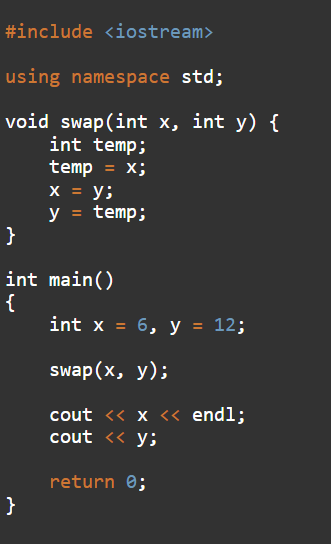 #include <iostream>
using namespace std;
void swap(int x, int y) {
    int temp;
    temp = x;
    x = y;
    y = temp;
}
int main()
{
    int x = 6, y = 12;
    swap(x, y);
    cout << x << endl;
    cout << y;
    return 0;
}